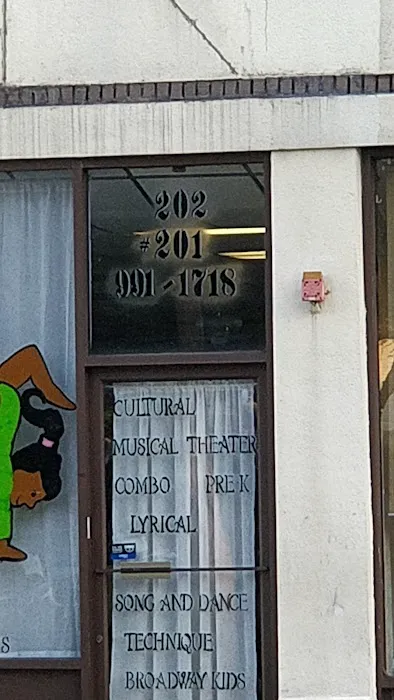 202
#201
991-1718
CULTURAL
MUSICAL THEATER
COMBO PRE K
LYRICAL
SONG AND DANCE
TECHNIQUE
BROADWAY KIDS
S